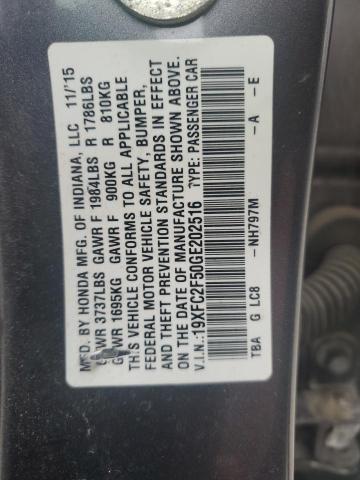 MFD. BY HONDA MFG. OF INDIANA, LLC 11/'15
GVWR 3737LBS GAWR F 1984LBS R 1786LBS
GVWR 1695KG GAWR F 900KG R 810KG
THIS VEHICLE CONFORMS TO ALL APPLICABLE
FEDERAL MOTOR VEHICLE SAFETY, BUMPER,
AND THEFT PREVENTION STANDARDS IN EFFECT
ON THE DATE OF MANUFACTURE SHOWN ABOVE.
V.I.N.:19XFC2F50GE202516 TYPE: PASSENGER CAR
TBA G LC8 -NH797M -A -E